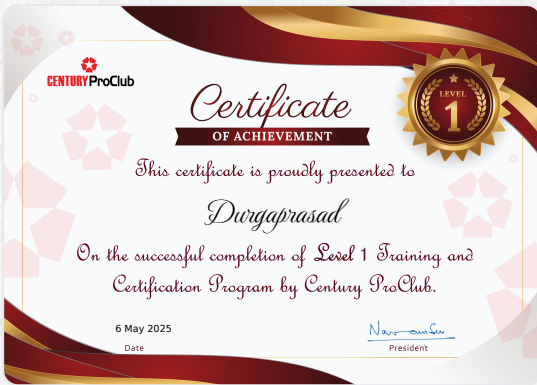 CENTURY ProClub
LEVEL
1
Certificate
OF ACHIEVEMENT
This certificate is proudly presented to
Durgaprasad
On the successful completion of Level 1 Training and
Certification Program by Century ProClub.
6 May 2025
Date
President